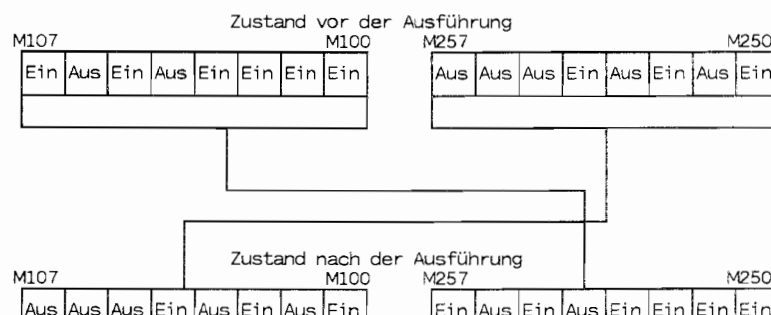 Zustand vor der Ausführung
M107 M100 M257 M250
Ein Aus Ein Aus Ein Ein Ein Ein Aus Aus Aus Ein Aus Ein Aus Ein
Zustand nach der Ausführung
M107 M100 M257 M250
Aus Aus Aus Ein Aus Ein Aus Ein Ein Aus Ein Aus Ein Ein Ein Ein